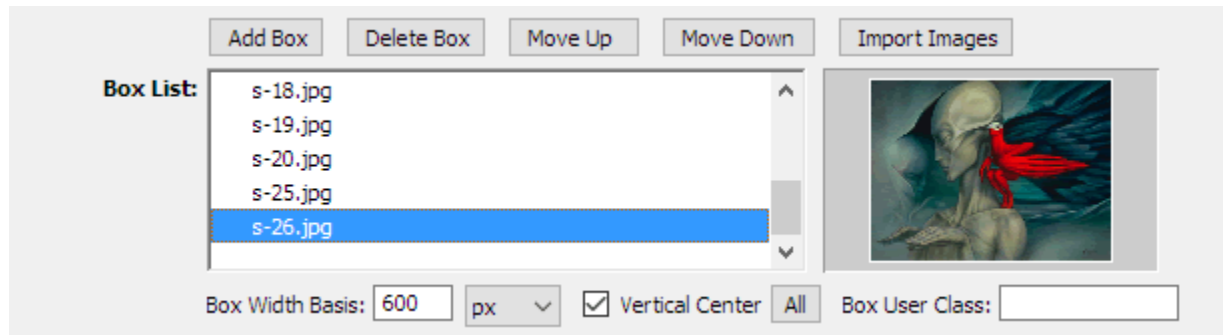 Add Box Delete Box Move Up Move Down Import Images
Box List:
s-18.jpg
s-19.jpg
s-20.jpg
s-25.jpg
s-26.jpg
Box Width Basis: 600 px Vertical Center All Box User Class: